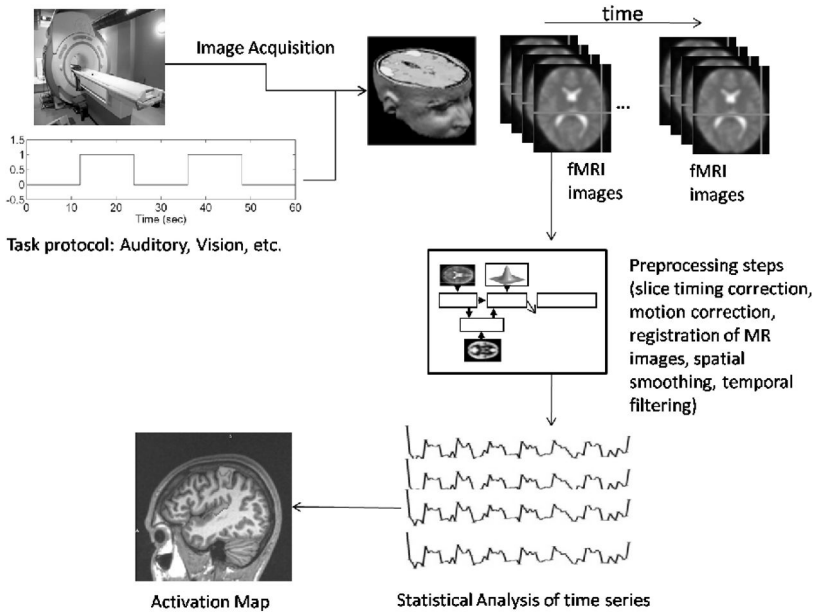 time
Image Acquisition
...
1.5
1
0.5
0
-0.5
0 10 20 30 40 50 60
Time (sec)
fMRI
images
fMRI
images
Task protocol: Auditory, Vision, etc.
Preprocessing steps
(slice timing correction,
motion correction,
registration of MR
images, spatial
smoothing, temporal
filtering)
Activation Map
Statistical Analysis of time series